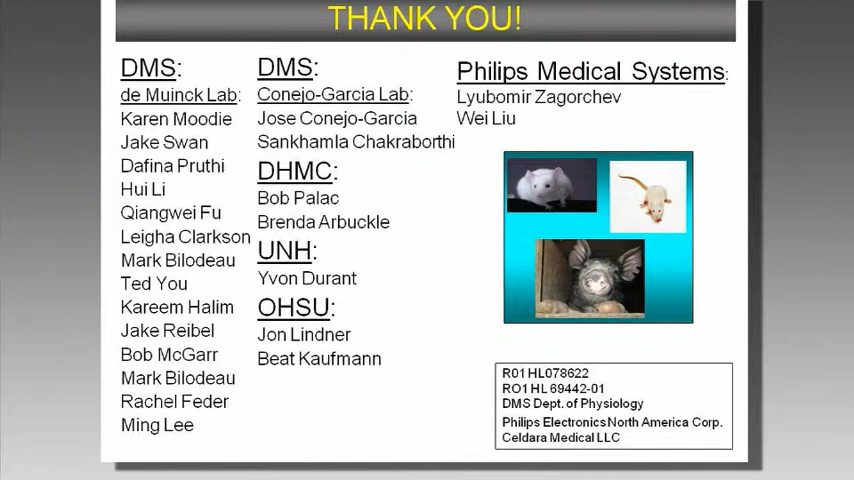 THANK YOU!
DMS:
de Muinck Lab:
Karen Moodie
Jake Swan
Dafina Pruthi
Hui Li
Qiangwei Fu
Leigha Clarkson
Mark Bilodeau
Ted You
Kareem Halim
Jake Reibel
Bob McGarr
Mark Bilodeau
Rachel Feder
Ming Lee
DMS:
Conejo-Garcia Lab:
Jose Conejo-Garcia
Sankhamla Chakraborthi
DHMC:
Bob Palac
Brenda Arbuckle
UNH:
Yvon Durant
OHSU:
Jon Lindner
Beat Kaufmann
Philips Medical Systems:
Lyubomir Zagorchev
Wei Liu
R01 HL078622
RO1 HL 69442-01
DMS Dept. of Physiology
Philips Electronics North America Corp.
Celdara Medical LLC